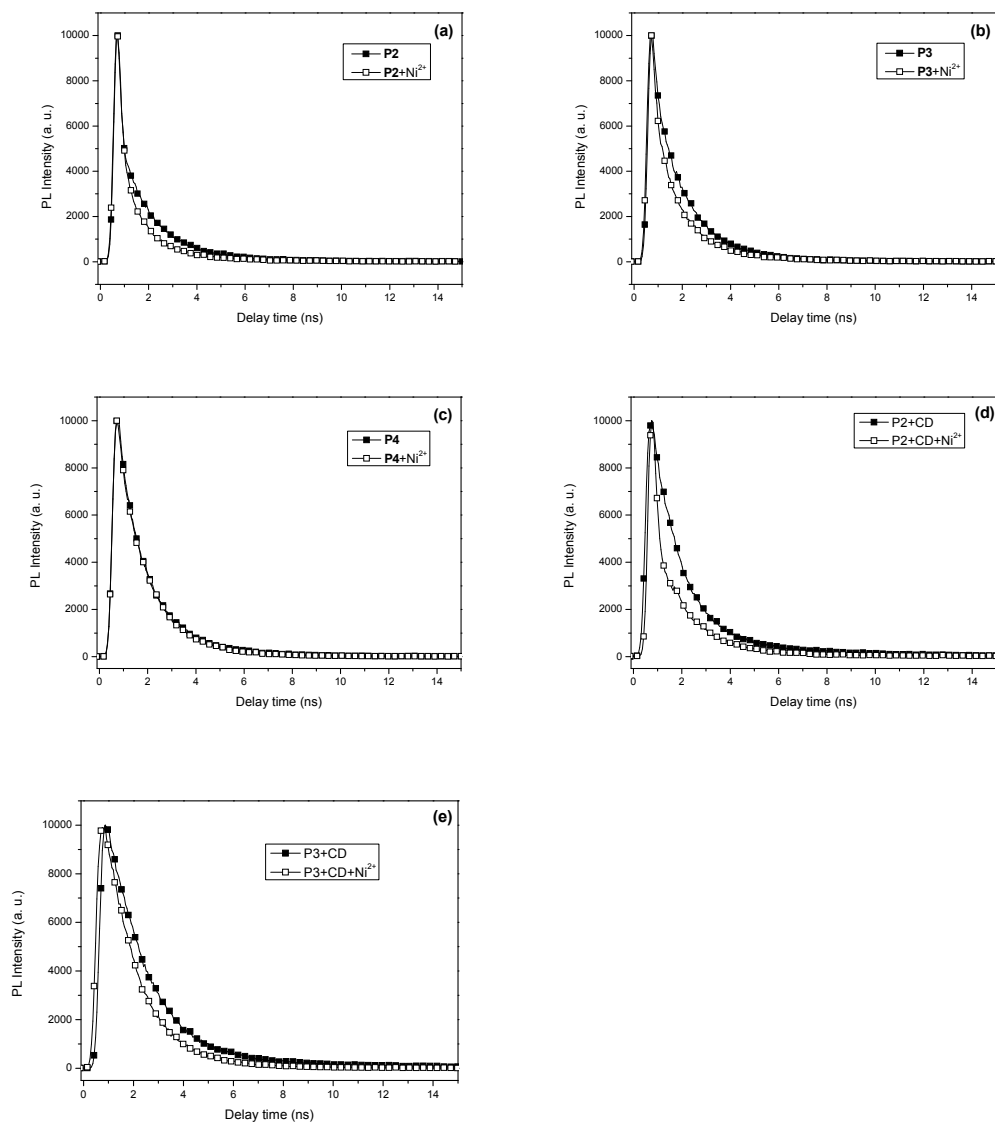 (a)
P2
P2+Ni2+
PL Intensity (a. u.)
10000
8000
6000
4000
2000
0
0 2 4 6 8 10 12 14
Delay time (ns)
(b)
P3
P3+Ni2+
PL Intensity (a. u.)
10000
8000
6000
4000
2000
0
0 2 4 6 8 10 12 14
Delay time (ns)
(c)
P4
P4+Ni2+
PL Intensity (a. u.)
10000
8000
6000
4000
2000
0
0 2 4 6 8 10 12 14
Delay time (ns)
(d)
P2+CD
P2+CD+Ni2+
PL Intensity (a. u.)
10000
8000
6000
4000
2000
0
0 2 4 6 8 10 12 14
Delay time (ns)
(e)
P3+CD
P3+CD+Ni2+
PL Intensity (a. u.)
10000
8000
6000
4000
2000
0
0 2 4 6 8 10 12 14
Delay time (ns)